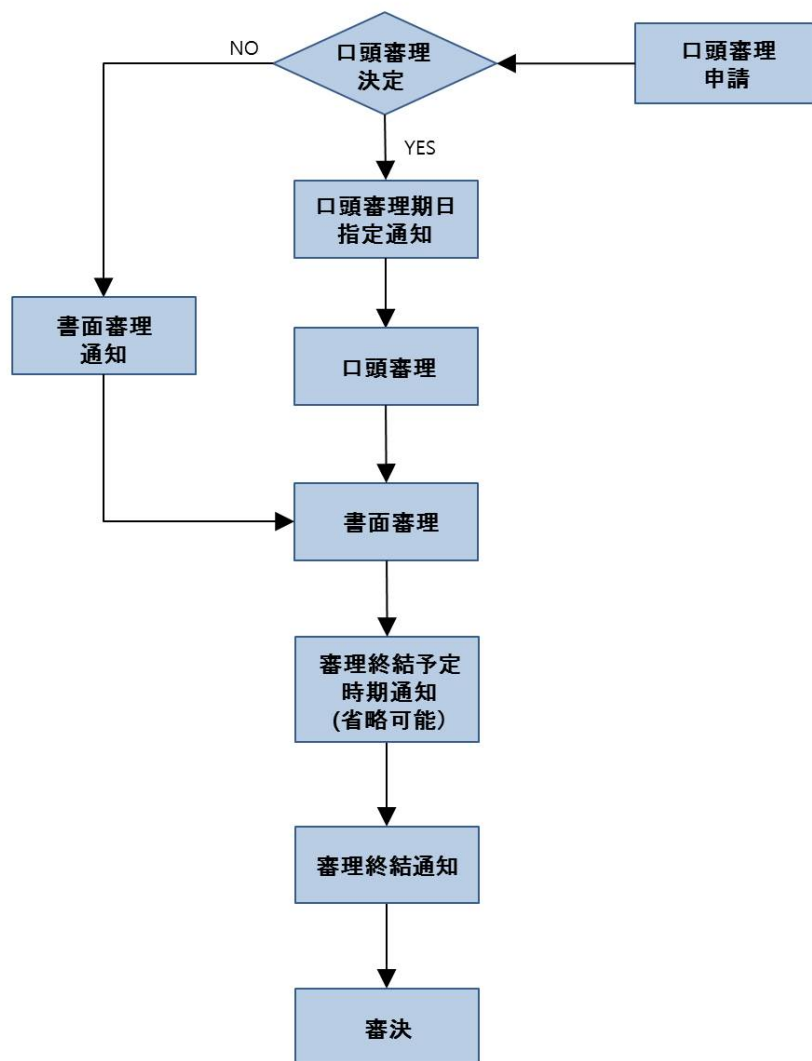 NO
口頭審理
決定
口頭審理
申請
YES
口頭審理期日
指定通知
書面審理
通知
口頭審理
書面審理
審理終結予定
時期通知
(省略可能)
審理終結通知
審決